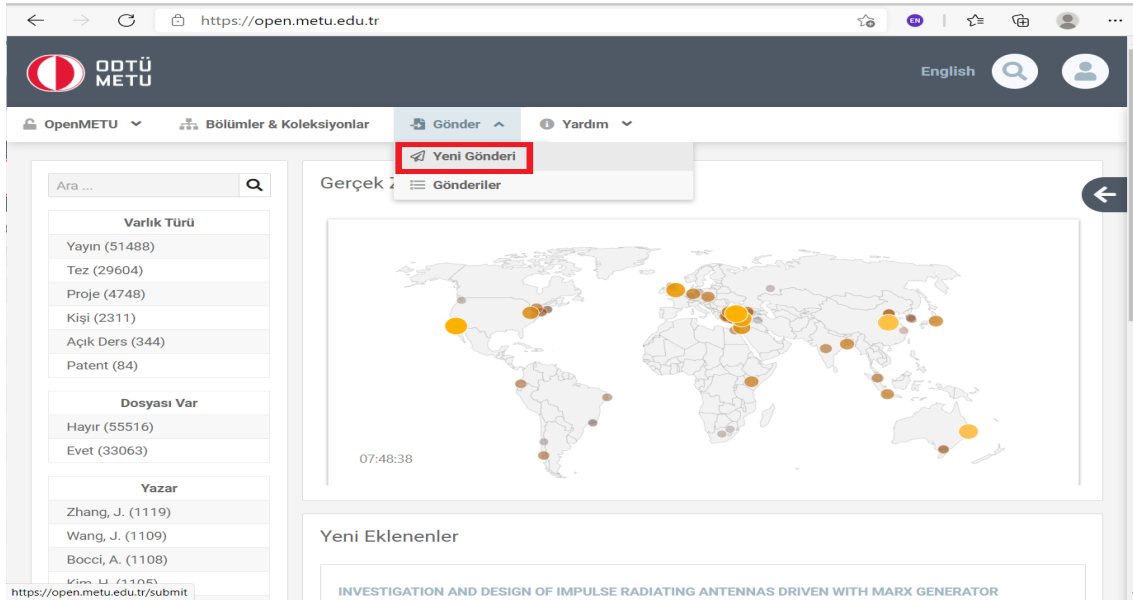 https://open.metu.edu.tr
EN
ODTÜ
METU
English
OpenMETU
Bölümler & Koleksiyonlar
Gönder
Yardım
Yeni Gönderi
Gönderiler
Ara ...
Varlık Türü
Yayın (51488)
Tez (29604)
Proje (4748)
Kişi (2311)
Açık Ders (344)
Patent (84)
Dosyası Var
Hayır (55516)
Evet (33063)
Yazar
Zhang, J. (1119)
Wang, J. (1109)
Bocci, A. (1108)
Kim, H. (1105)
https://open.metu.edu.tr/submit
Gerçek
07:48:38
Yeni Eklenenler
INVESTIGATION AND DESIGN OF IMPULSE RADIATING ANTENNAS DRIVEN WITH MARX GENERATOR